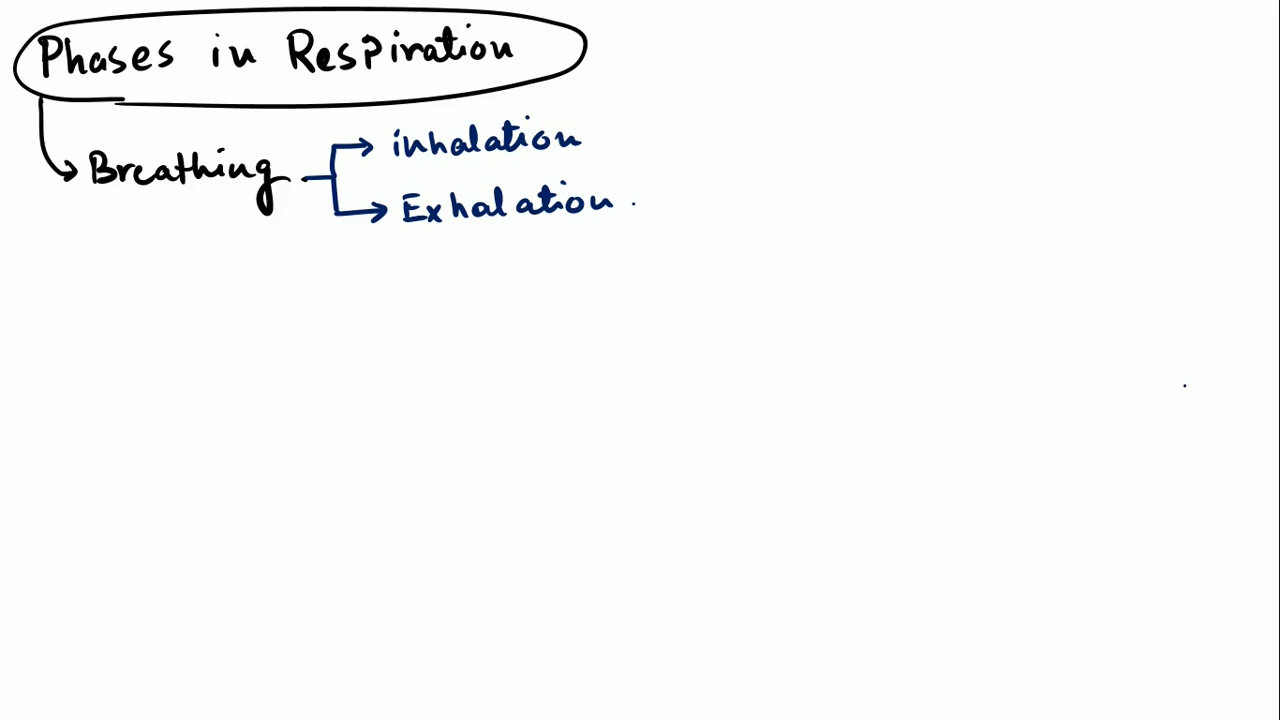 Phases in Respiration
Breathing
inhalation
Exhalation.